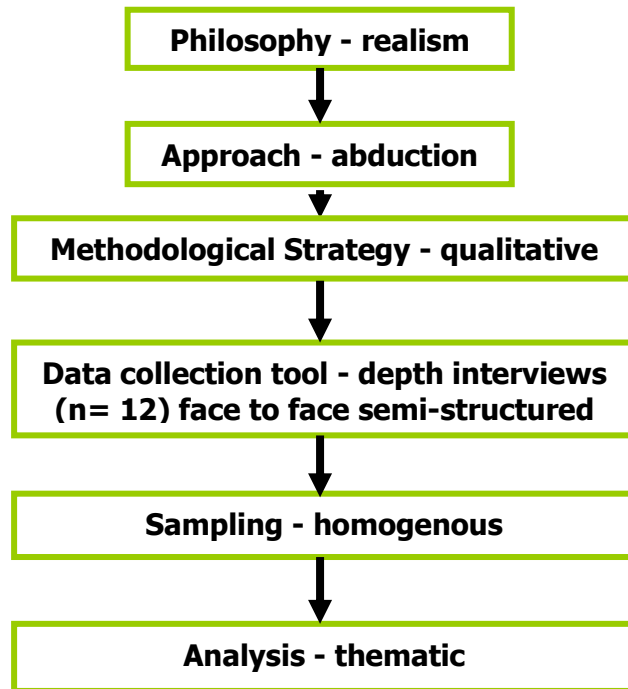 Philosophy - realism
Approach - abduction
Methodological Strategy - qualitative
Data collection tool - depth interviews
(n= 12) face to face semi-structured
Sampling - homogenous
Analysis - thematic